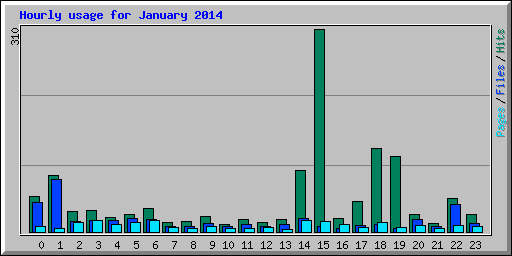 Hourly usage for January 2014
310
Pages/Files/Hits
0 1 2 3 4 5 6 7 8 9 10 11 12 13 14 15 16 17 18 19 20 21 22 23